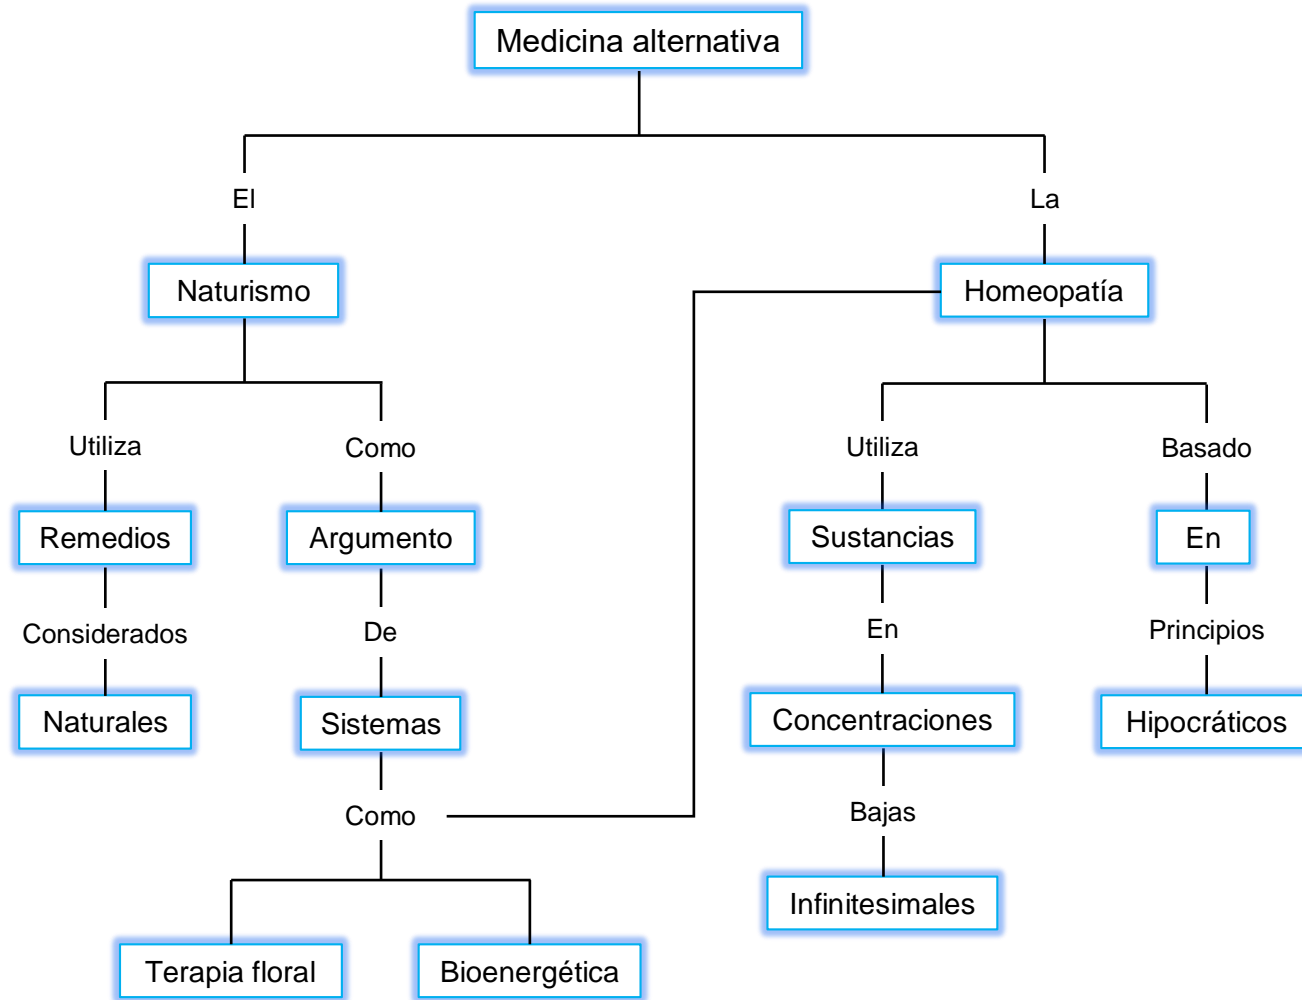 Medicina alternativa
El
La
Naturismo
Homeopatía
Utiliza
Como
Utiliza
Basado
Remedios
Argumento
Sustancias
En
Considerados
De
En
Principios
Naturales
Sistemas
Concentraciones
Hipocráticos
Como
Bajas
Infinitesimales
Terapia floral
Bioenergética